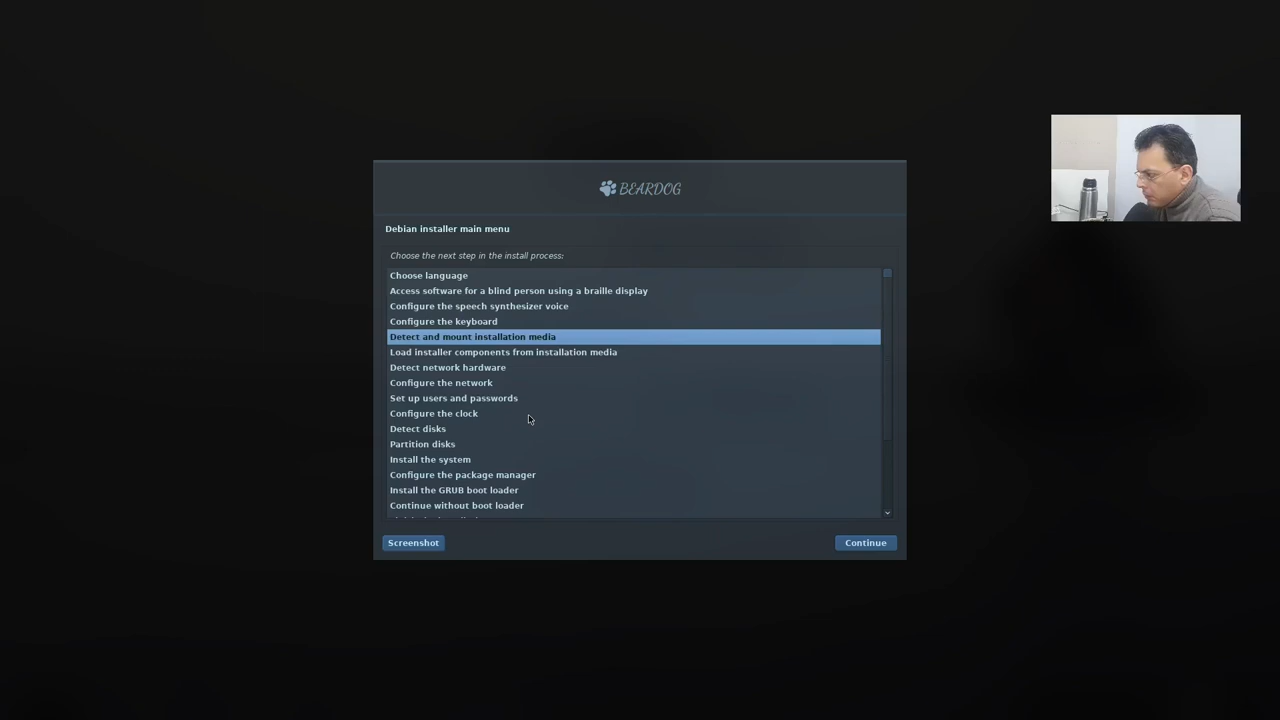 BEARDOG
Debian installer main menu
Choose the next step in the install process:
Choose language
Access software for a blind person using a braille display
Configure the speech synthesizer voice
Configure the keyboard
Detect and mount installation media
Load installer components from installation media
Detect network hardware
Configure the network
Set up users and passwords
Configure the clock
Detect disks
Partition disks
Install the system
Configure the package manager
Install the GRUB boot loader
Continue without boot loader
Screenshot
Continue